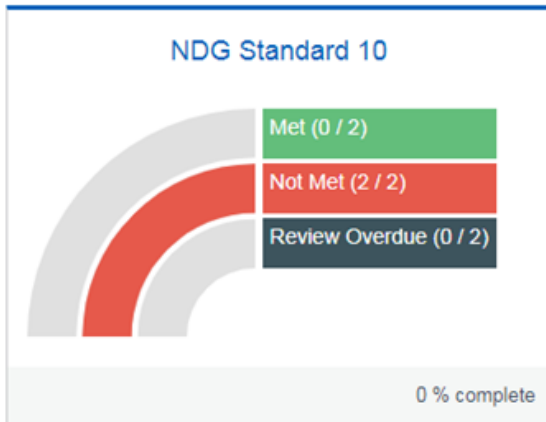 NDG Standard 10
Met (0 / 2)
Not Met (2 / 2)
Review Overdue (0 / 2)
0 % complete